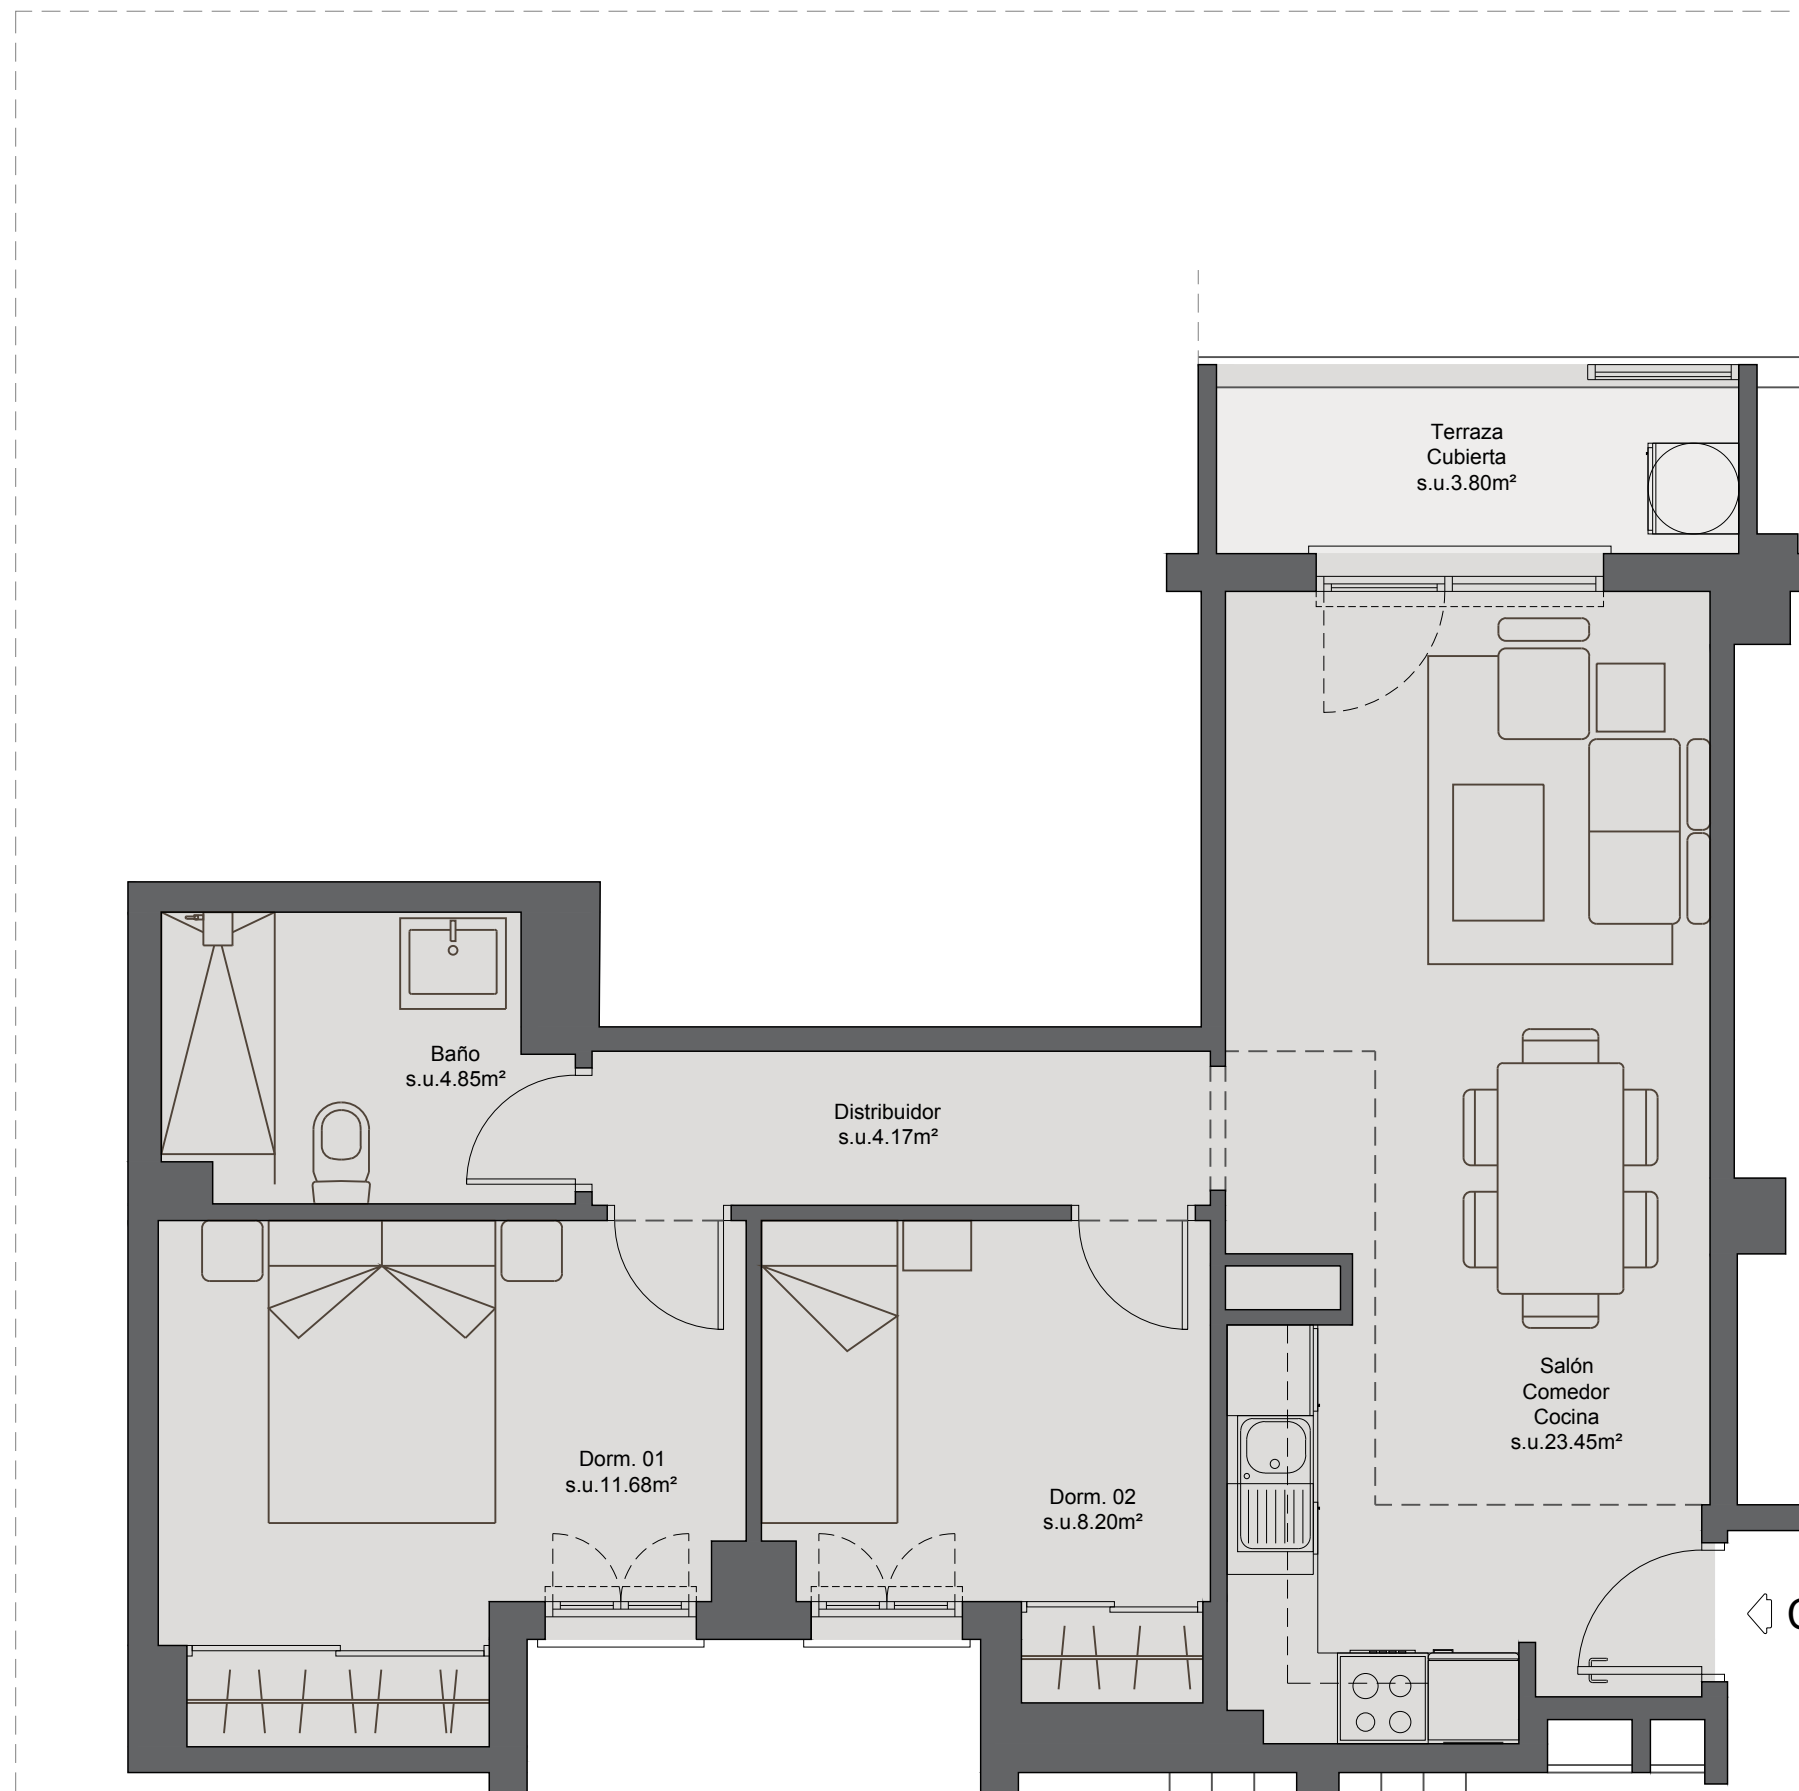 Terraza
Cubierta
s.u.3.80m²
Baño
s.u.4.85m²
Distribuidor
s.u.4.17m²
Salón
Comedor
Cocina
s.u.23.45m²
Dorm. 01
s.u.11.68m²
Dorm. 02
s.u.8.20m²